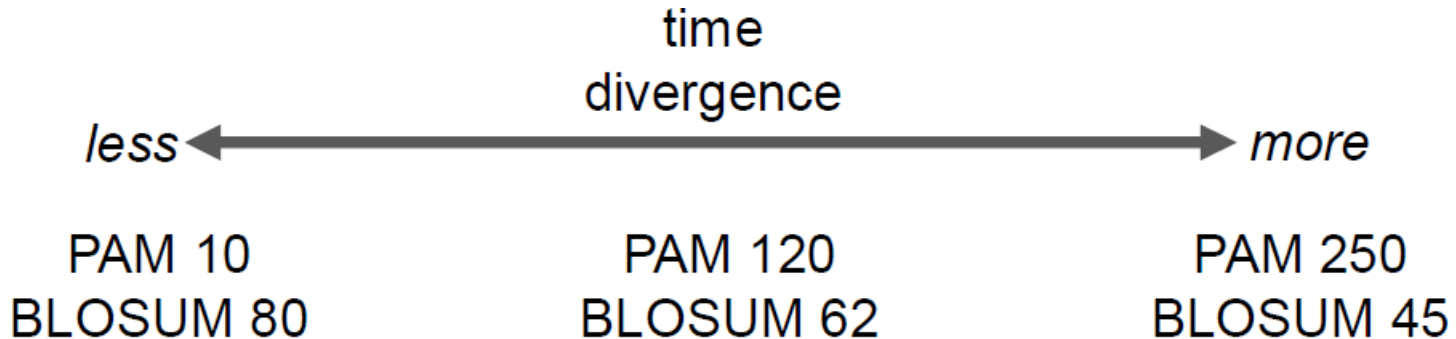 time
divergence
less more
PAM 10 PAM 120 PAM 250
BLOSUM 80 BLOSUM 62 BLOSUM 45